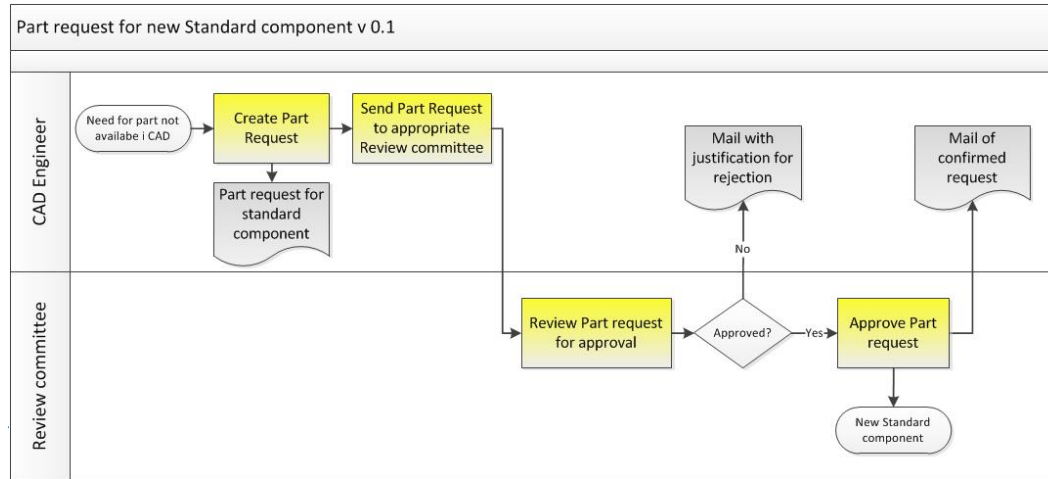 Part request for new Standard component v 0.1
CAD Engineer
Need for part not
availabe i CAD
Create Part
Request
Send Part Request
to appropriate
Review committee
Part request for
standard
component
Mail with
justification for
rejection
Mail of
confirmed
request
No
Review committee
Review Part request
for approval
Approved?
Yes
Approve Part
request
New Standard
component